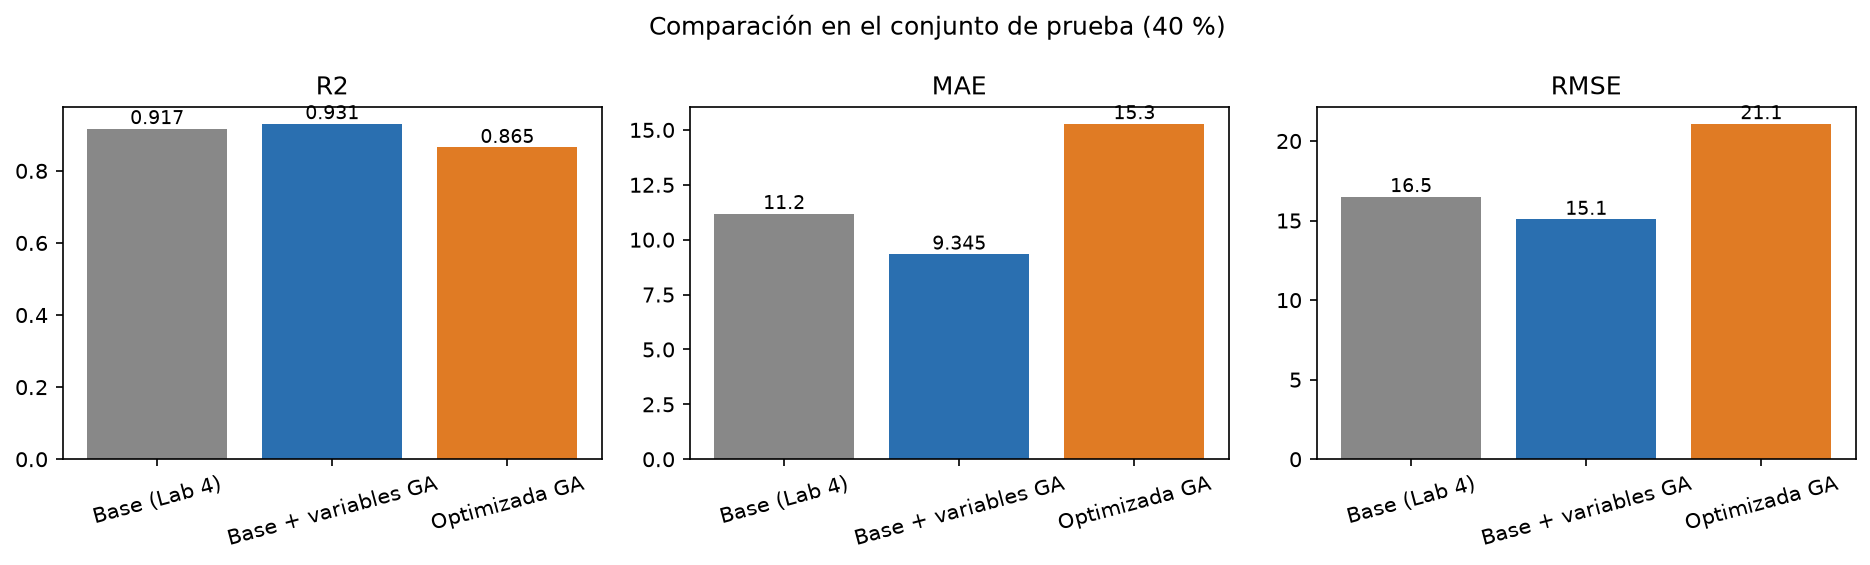 Comparación en el conjunto de prueba (40 %)
R2
0.917
0.931
0.865
0.8
0.6
0.4
0.2
0.0
Base (Lab 4)
Base + variables GA
Optimizada GA
MAE
15.3
11.2
9.345
15.0
12.5
10.0
7.5
5.0
2.5
0.0
Base (Lab 4)
Base + variables GA
Optimizada GA
RMSE
21.1
16.5
15.1
20
15
10
5
0
Base (Lab 4)
Base + variables GA
Optimizada GA